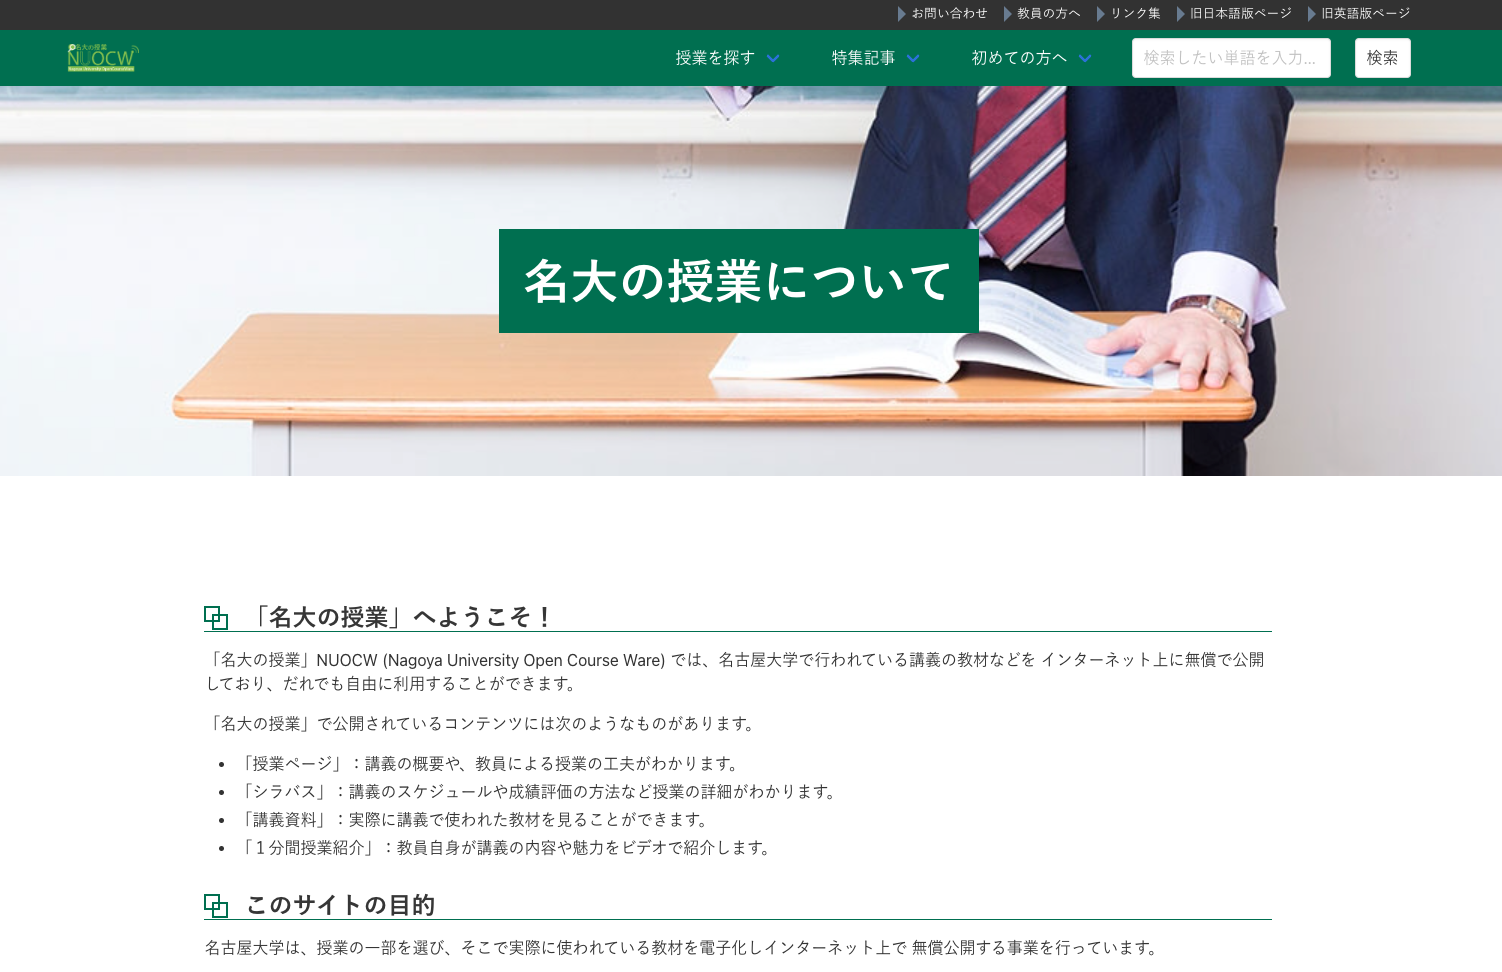 お問い合わせ 教員の方へ リンク集 旧日本語版ページ 旧英語版ページ
名大の授業
NUOCW
授業を探す 特集記事 初めての方へ 検索したい単語を入力... 検索
名大の授業について
「名大の授業」へようこそ！
「名大の授業」NUOCW (Nagoya University Open Course Ware) では、名古屋大学で行われている講義の教材などを インターネット上に無償で公開
しており、だれでも自由に利用することができます。
「名大の授業」で公開されているコンテンツには次のようなものがあります。
• 「授業ページ」：講義の概要や、教員による授業の工夫がわかります。
• 「シラバス」：講義のスケジュールや成績評価の方法など授業の詳細がわかります。
• 「講義資料」：実際に講義で使われた教材を見ることができます。
• 「１分間授業紹介」：教員自身が講義の内容や魅力をビデオで紹介します。
このサイトの目的
名古屋大学は、授業の一部を選び、そこで実際に使われている教材を電子化しインターネット上で 無償公開する事業を行っています。